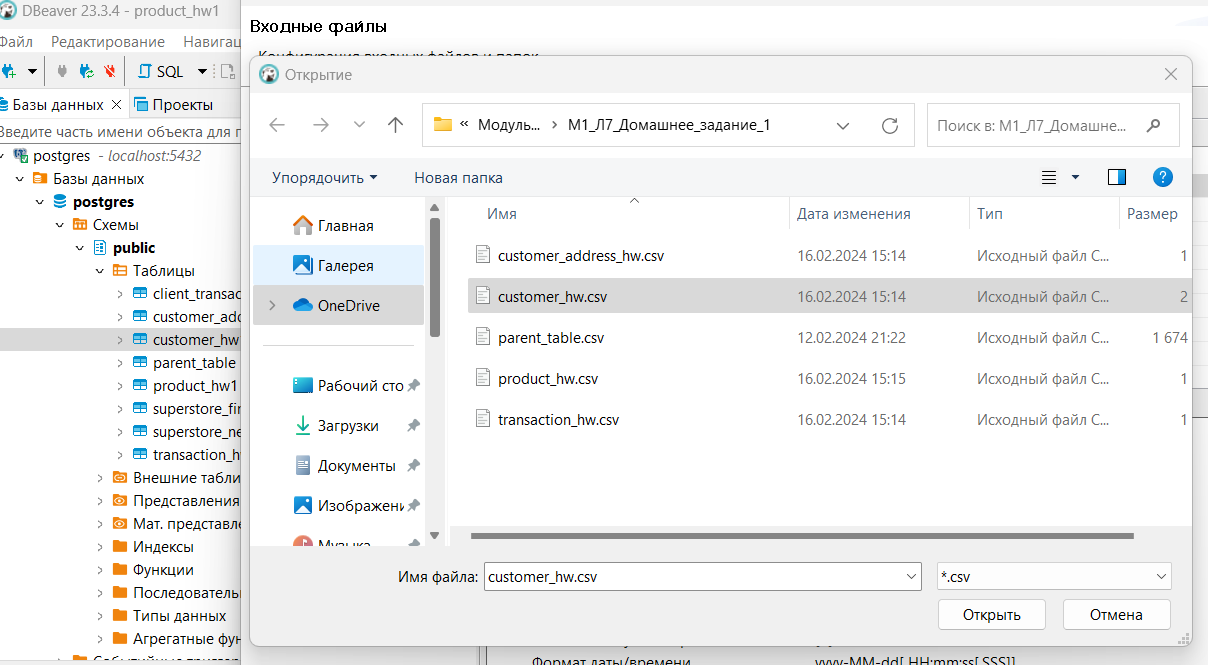 DBeaver 23.3.4 - product_hw1
Файл Редактирование Навигац
SQL
Базы данных Проекты
Введите часть имени объекта для г
postgres - localhost:5432
Базы данных
postgres
Схемы
public
Таблицы
client_transac
customer_add
customer_hw
parent_table
product_hw1
superstore_fir
superstore_ne
transaction_h
Внешние табли
Представления
Мат. представле
Индексы
Функции
Последователь
Типы данных
Агрегатные фун
Событийные триггер
Входные файлы
Конфигурация входных файлов и папок
Открытие
« Модуль... › М1_Л7_Домашнее_задание_1
Поиск в: М1_Л7_Домашне...
Упорядочить Новая папка
?
Главная
Галерея
OneDrive
Рабочий сто
Загрузки
Документы
Изображени
Музыка
Имя Дата изменения Тип Размер
customer_address_hw.csv 16.02.2024 15:14 Исходный файл C... 1
customer_hw.csv 16.02.2024 15:14 Исходный файл C... 2
parent_table.csv 12.02.2024 21:22 Исходный файл C... 1 674
product_hw.csv 16.02.2024 15:15 Исходный файл C... 1
transaction_hw.csv 16.02.2024 15:14 Исходный файл C... 1
Имя файла: customer_hw.csv *.csv
Открыть Отмена
Формат даты/времени yyyy-MM-dd[ HH:mm:ss[.SSS]]